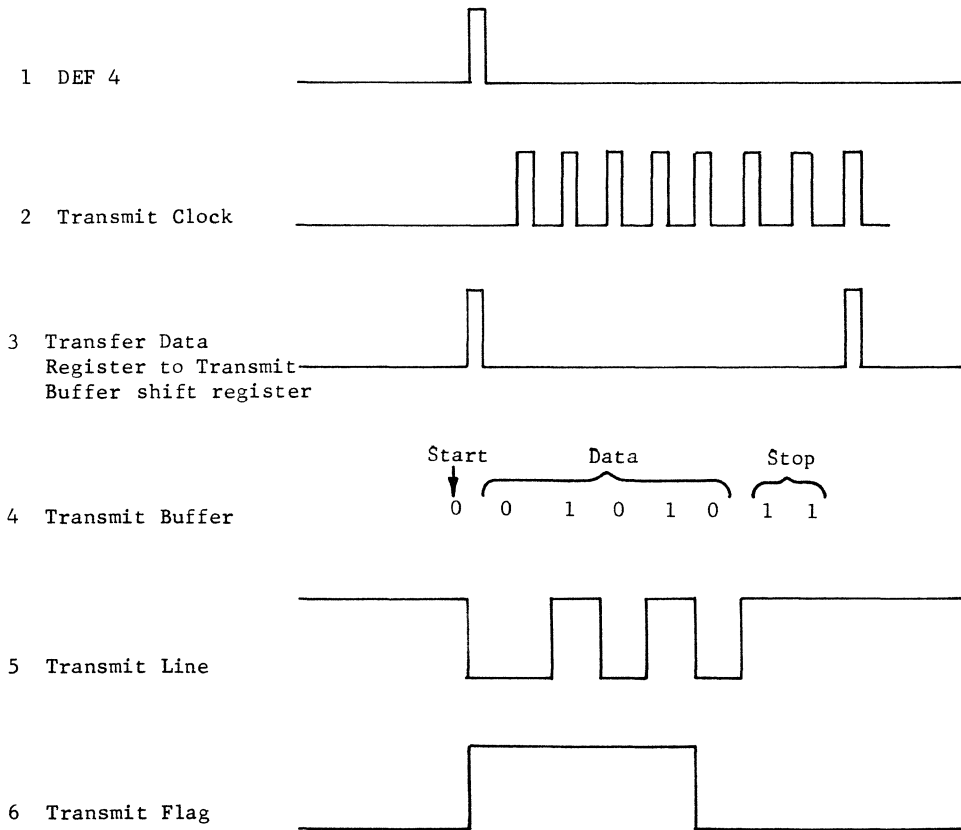 1 DEF 4
2 Transmit Clock
3 Transfer Data
Register to Transmit
Buffer shift register
Start Data Stop
4 Transmit Buffer 0 0 1 0 1 0 1 1
5 Transmit Line
6 Transmit Flag